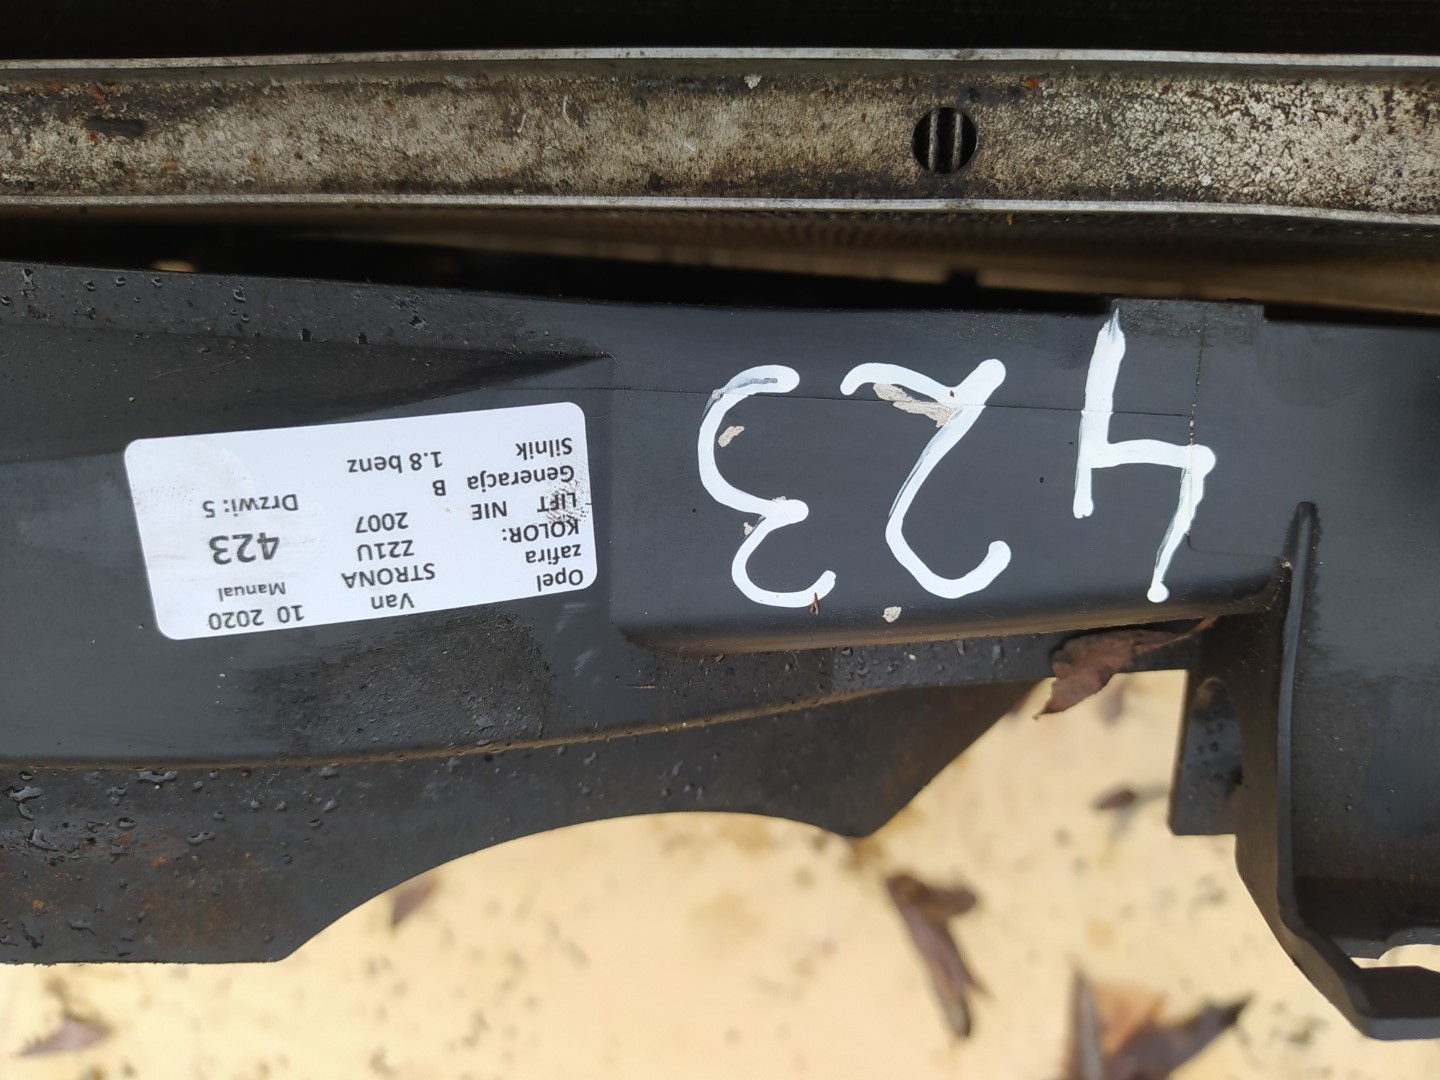 Opel Van 10 2020
zafira STRONA Manual
KOLOR: Z21U 423
LIFT NIE 2007
Generacja B Drzwi: 5
Silnik 1.8 benz
423